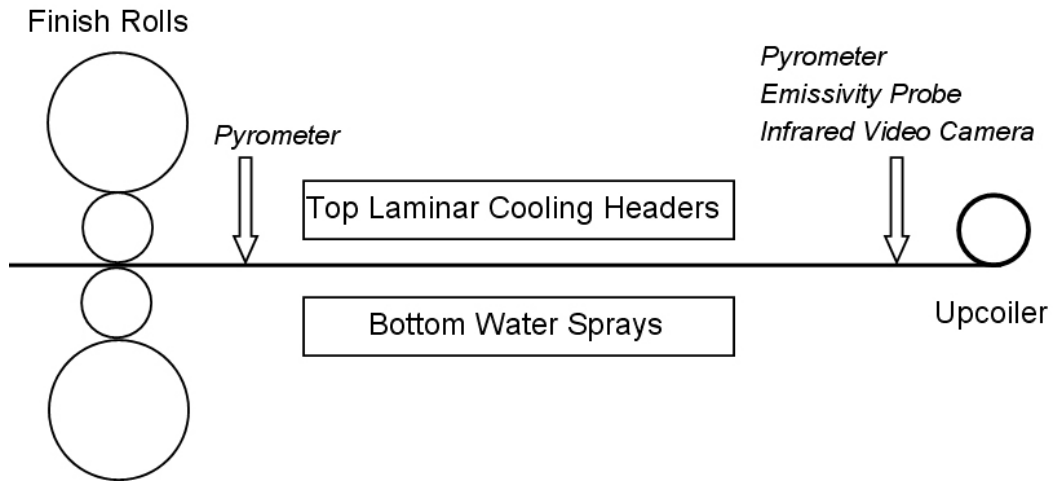 Finish Rolls
Pyrometer
Pyrometer
Emissivity Probe
Infrared Video Camera
Top Laminar Cooling Headers
Bottom Water Sprays
Upcoiler